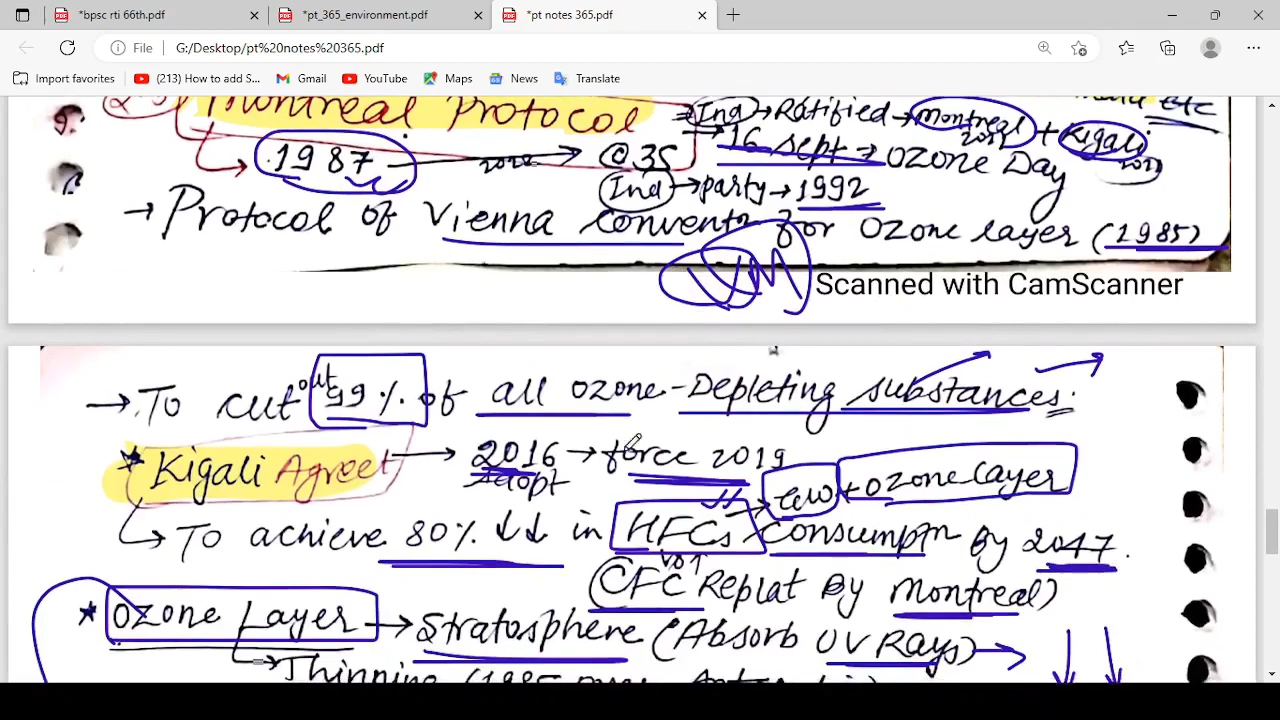 *bpsc rti 66th.pdf
*pt_365_environment.pdf
*pt notes 365.pdf
File
G:/Desktop/pt%20notes%20365.pdf
Import favorites
(213) How to add S...
Gmail
YouTube
Maps
News
Translate
Montreal Protocol
Ind → Ratified → montreal + Kigali
etc
1987 → @35
16 Sept → OZONE Day
Ind → party → 1992
→ Protocol of Vienna Conventn for Ozone layer (1985)
VM
Scanned with CamScanner
→ To cut out 99% of all ozone-Depleting substances.
* Kigali Agreet → 2016 → force 2019
Adopt
+ Ozone layer
↳ To achieve 80% ↓↓ in HFCs Consumptn By 2047.
CFC Replat By Montreal)
* Ozone Layer → Stratosphere (Absorb UV Rays) →
→ Thinning